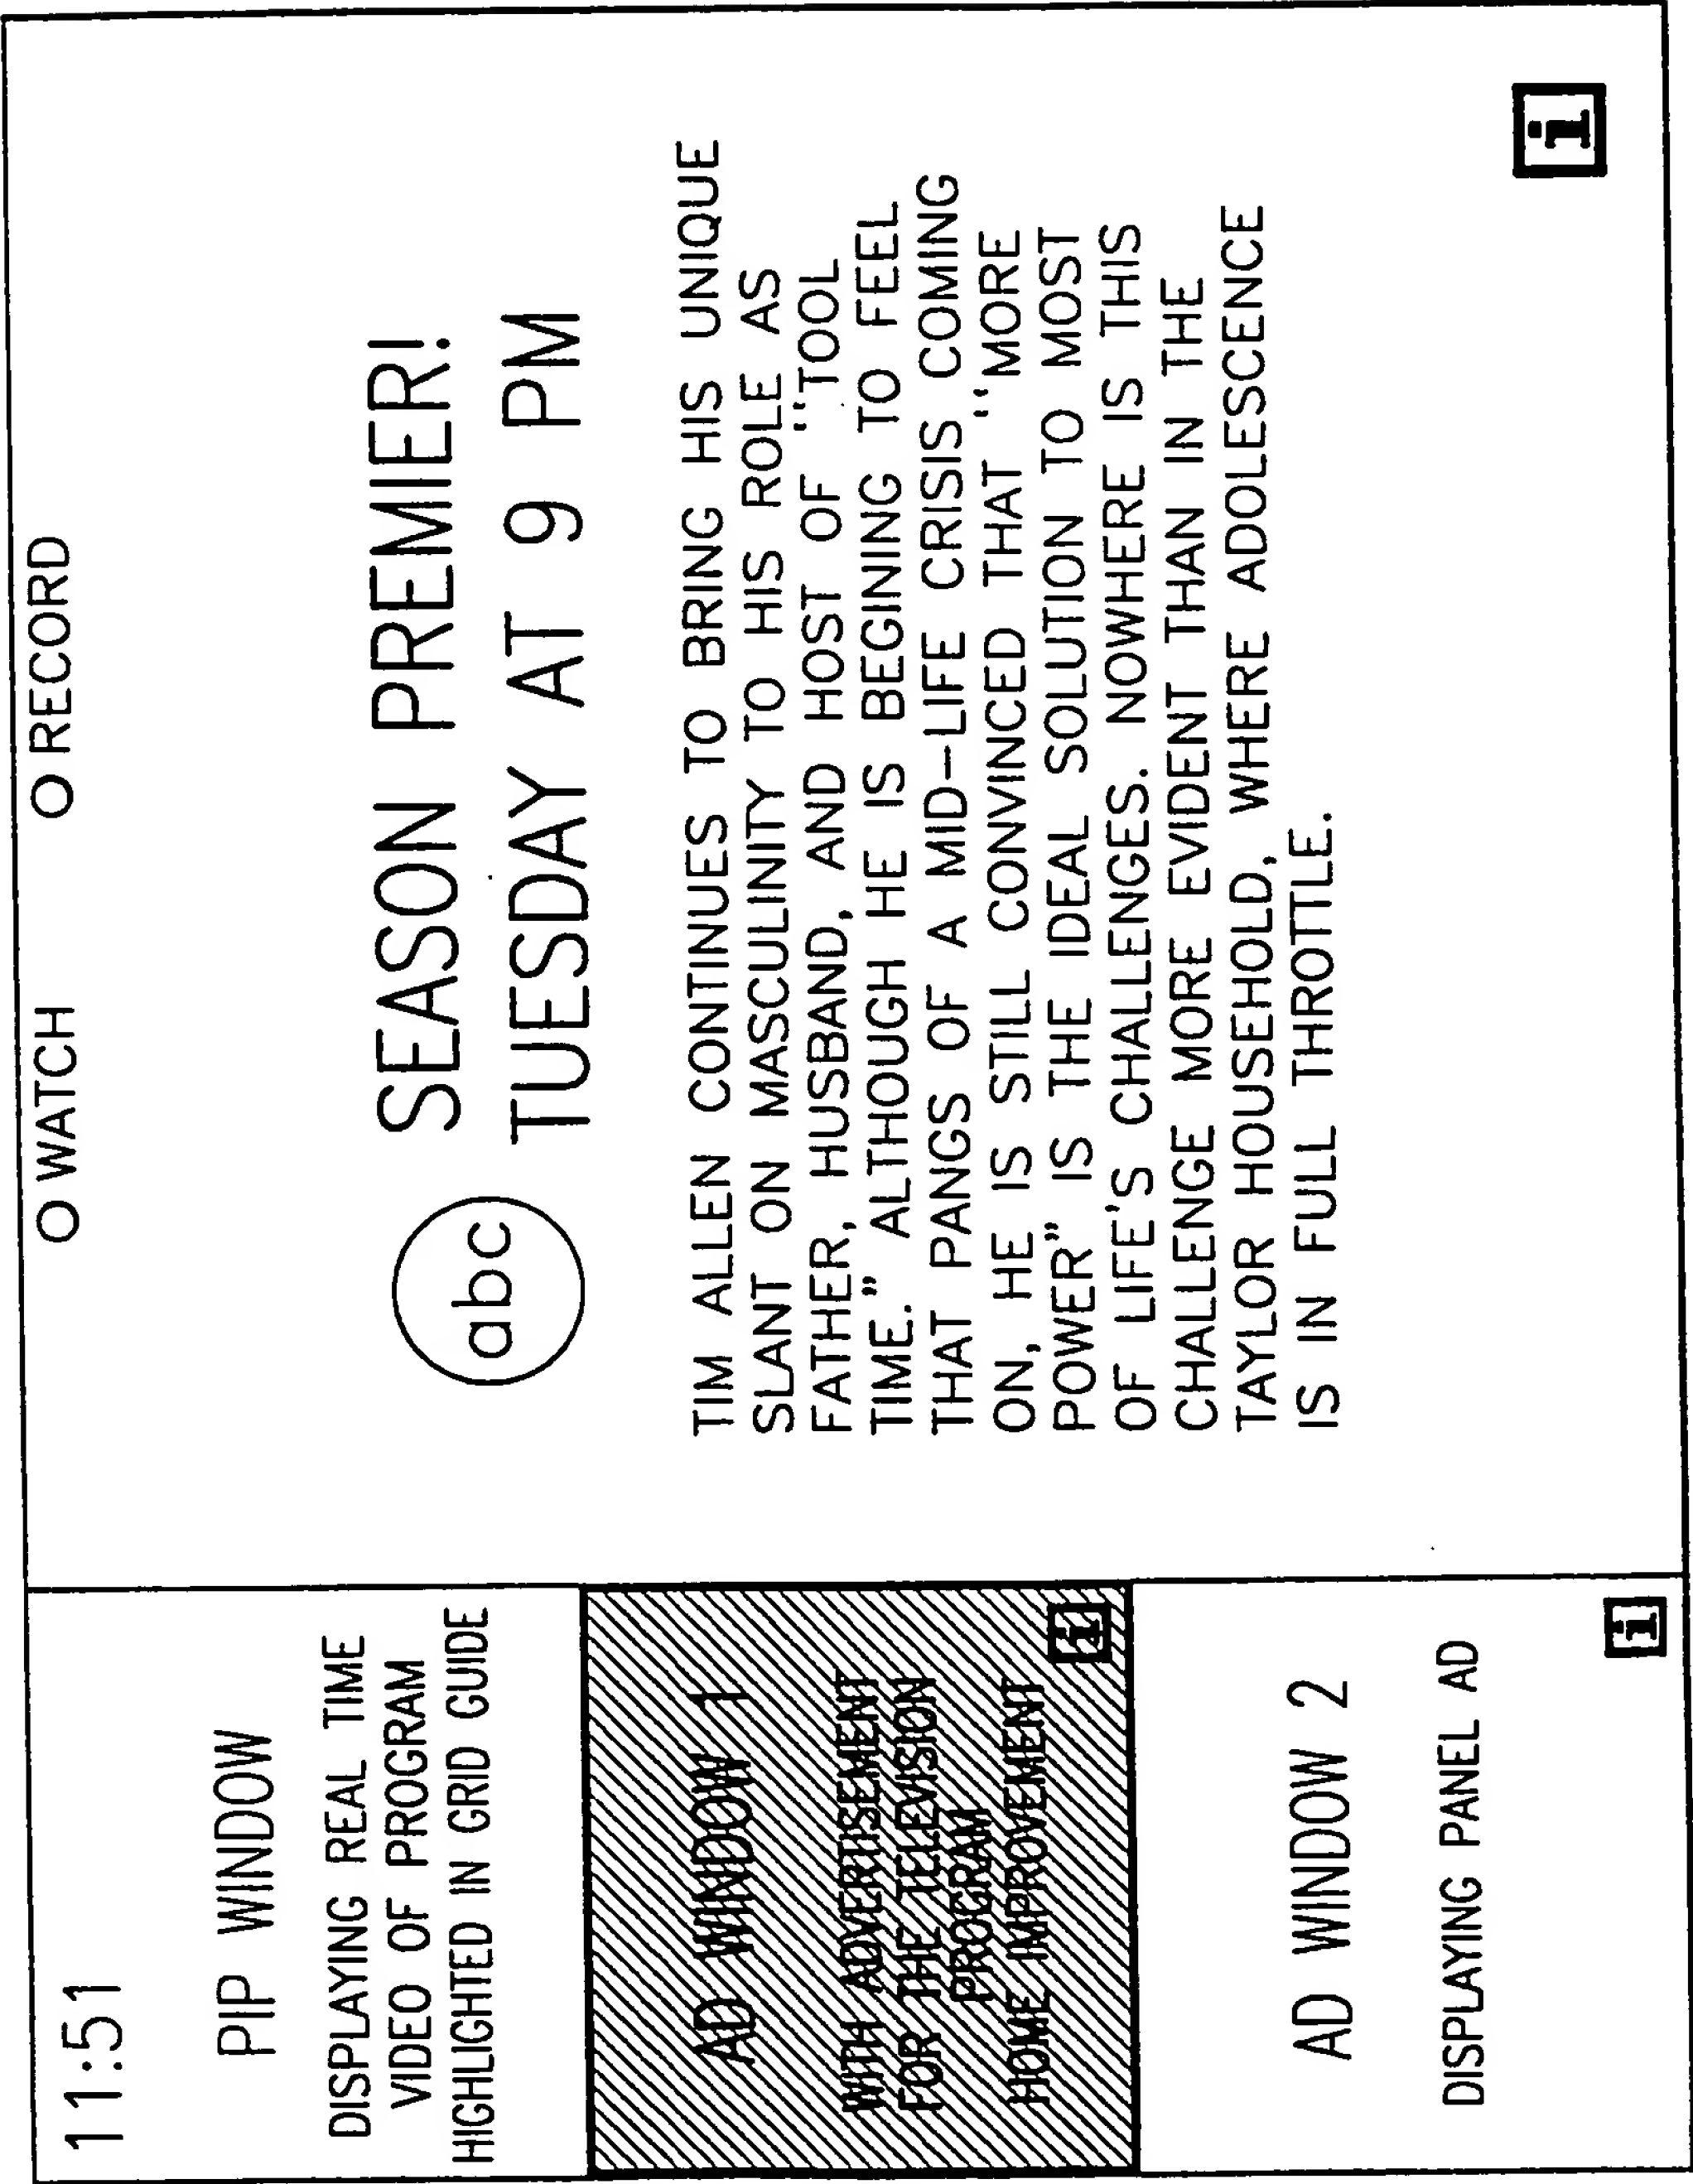 11:51
PIP WINDOW
DISPLAYING REAL TIME
VIDEO OF PROGRAM
HIGHLIGHTED IN GRID GUIDE
AD WINDOW 1
WITH ADVERTISEMENT
FOR THE TELEVISION
PROGRAM
HOME IMPROVEMENT
i
AD WINDOW 2
DISPLAYING PANEL AD
i
O WATCH O RECORD
abc
SEASON PREMIER!
TUESDAY AT 9 PM
TIM ALLEN CONTINUES TO BRING HIS UNIQUE
SLANT ON MASCULINITY TO HIS ROLE AS
FATHER, HUSBAND, AND HOST OF "TOOL
TIME." ALTHOUGH HE IS BEGINING TO FEEL
THAT PANGS OF A MID-LIFE CRISIS COMING
ON, HE IS STILL CONVINCED THAT "MORE
POWER" IS THE IDEAL SOLUTION TO MOST
OF LIFE'S CHALLENGES. NOWHERE IS THIS
CHALLENGE MORE EVIDENT THAN IN THE
TAYLOR HOUSEHOLD, WHERE ADOLESCENCE
IS IN FULL THROTTLE.
i